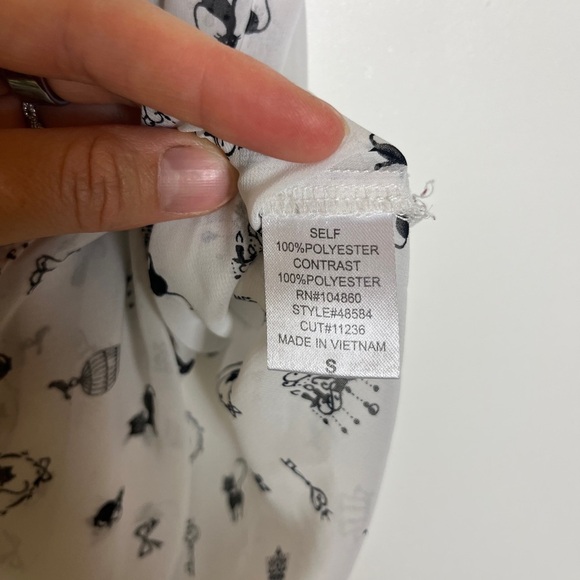 SELF
100%POLYESTER
CONTRAST
100%POLYESTER
RN#104860
STYLE#48584
CUT#11236
MADE IN VIETNAM
S